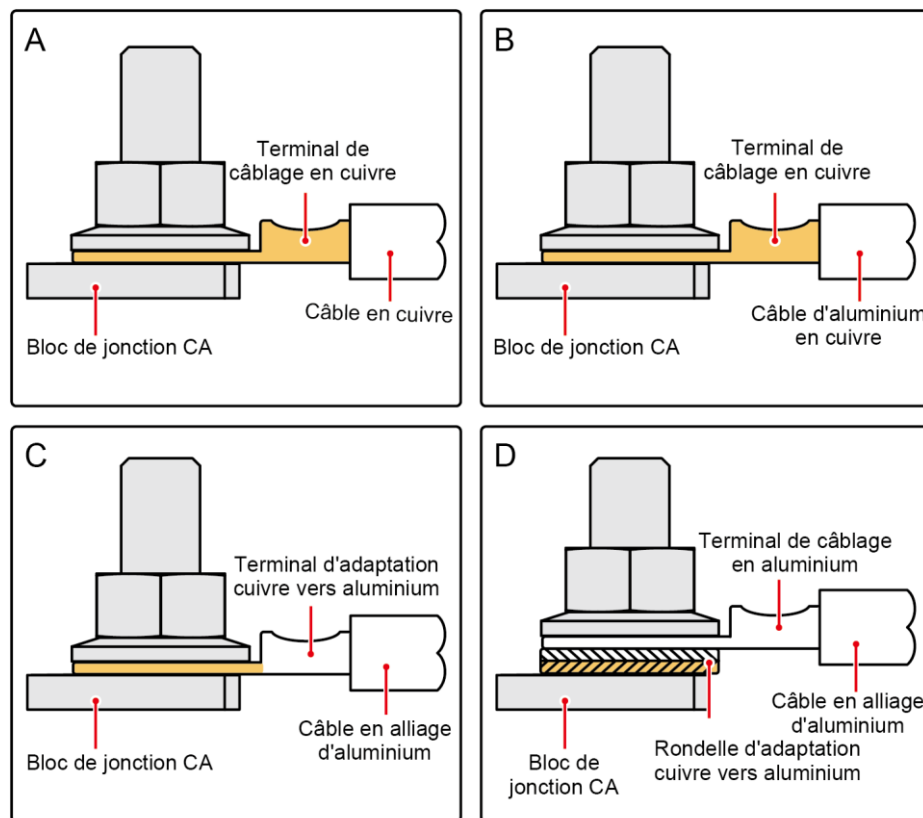 A
Terminal de
câblage en cuivre
Câble en cuivre
Bloc de jonction CA
B
Terminal de
câblage en cuivre
Câble d'aluminium
en cuivre
Bloc de jonction CA
C
Terminal d'adaptation
cuivre vers aluminium
Câble en alliage
d'aluminium
Bloc de jonction CA
D
Terminal de câblage
en aluminium
Câble en alliage
d'aluminium
Rondelle d'adaptation
cuivre vers aluminium
Bloc de
jonction CA